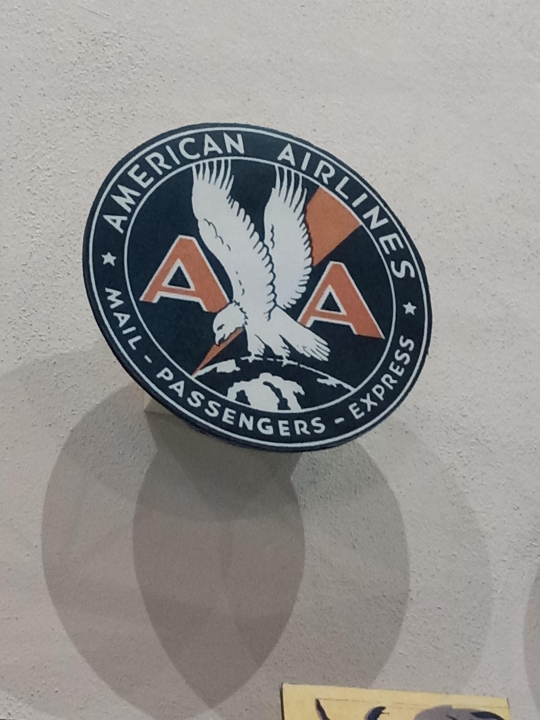 AMERICAN AIRLINES
A A
MAIL - PASSENGERS - EXPRESS